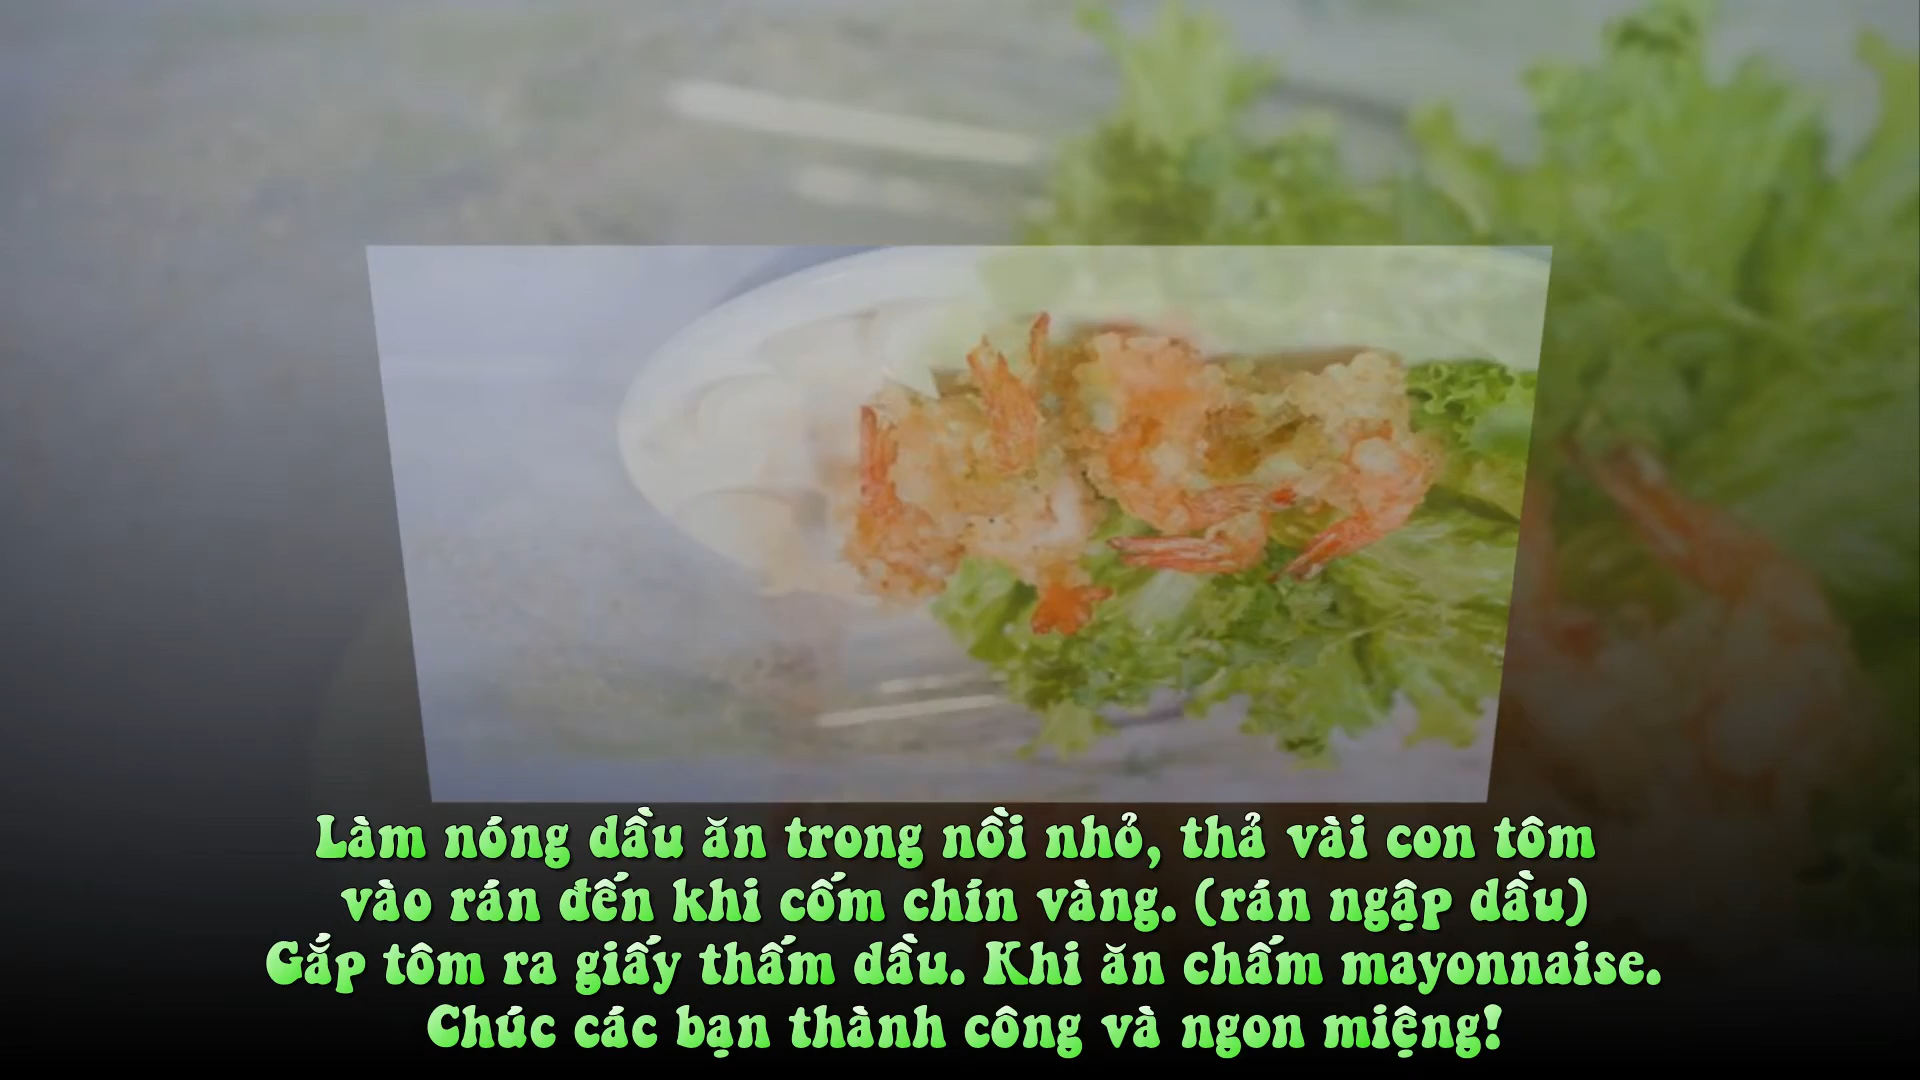 Làm nóng dầu ăn trong nồi nhỏ, thả vài con tôm
vào rán đến khi cốm chín vàng. (rán ngập dầu)
Gắp tôm ra giấy thấm dầu. Khi ăn chấm mayonnaise.
Chúc các bạn thành công và ngon miệng!